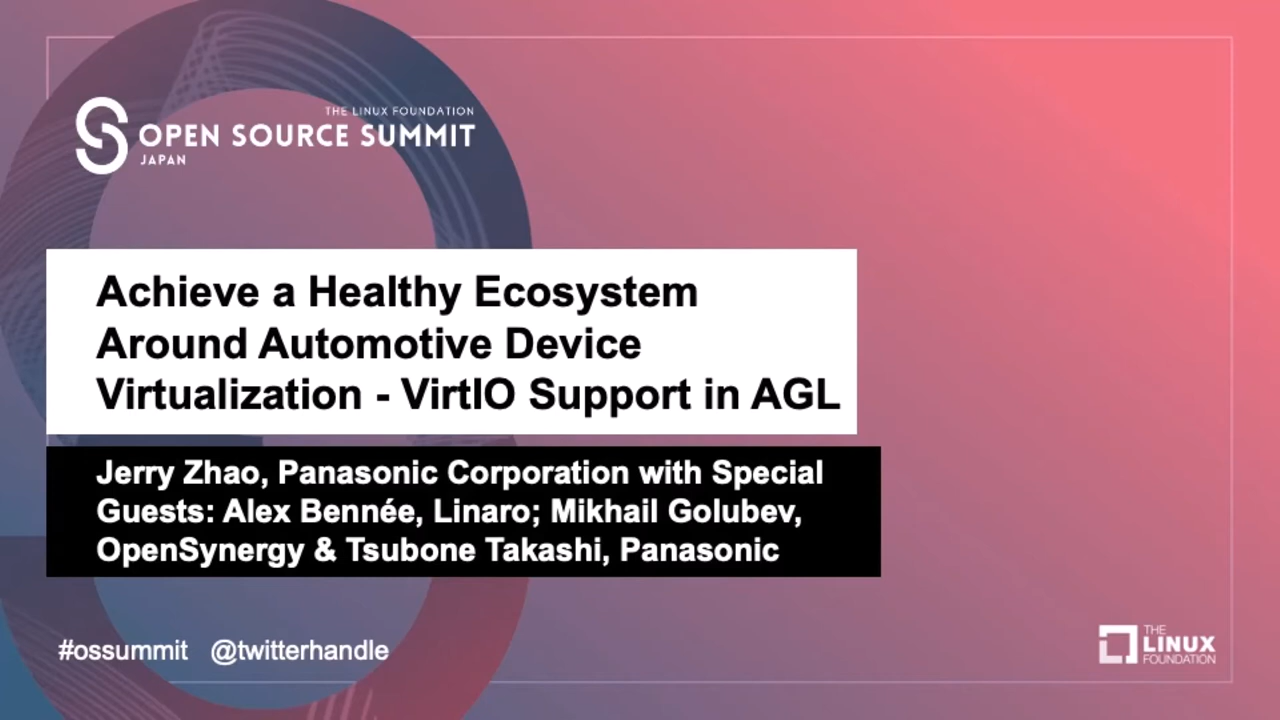 THE LINUX FOUNDATION
OPEN SOURCE SUMMIT
JAPAN
Achieve a Healthy Ecosystem
Around Automotive Device
Virtualization - VirtIO Support in AGL
Jerry Zhao, Panasonic Corporation with Special
Guests: Alex Bennée, Linaro; Mikhail Golubev,
OpenSynergy & Tsubone Takashi, Panasonic
#ossummit @twitterhandle
THE
LINUX
FOUNDATION